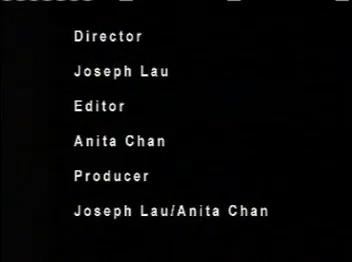 Director
Joseph Lau
Editor
Anita Chan
Producer
Joseph Lau/Anita Chan